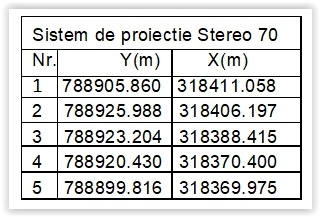 Sistem de proiectie Stereo 70
Nr. Y(m) X(m)
1 788905.860 318411.058
2 788925.988 318406.197
3 788923.204 318388.415
4 788920.430 318370.400
5 788899.816 318369.975